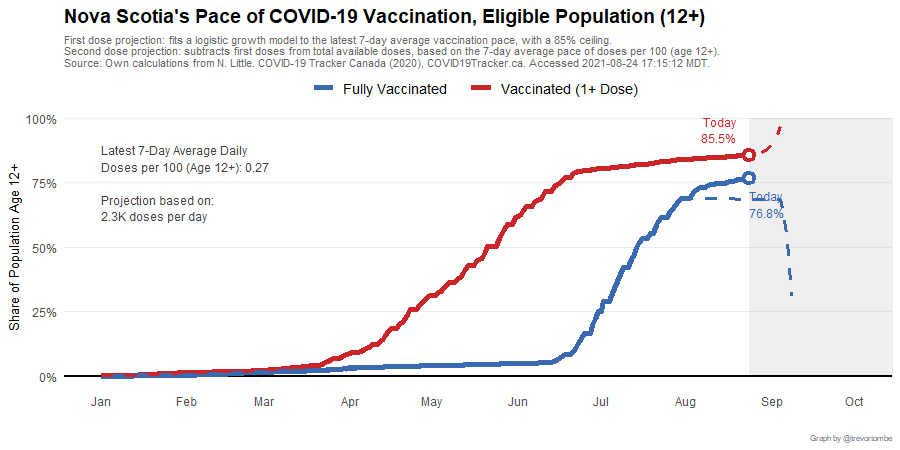 Nova Scotia's Pace of COVID-19 Vaccination, Eligible Population (12+)
First dose projection: fits a logistic growth model to the latest 7-day average vaccination pace, with a 85% ceiling.
Second dose projection: subtracts first doses from total available doses, based on the 7-day average pace of doses per 100 (age 12+).
Source: Own calculations from N. Little. COVID-19 Tracker Canada (2020), COVID19Tracker.ca. Accessed 2021-08-24 17:15:12 MDT.
Fully Vaccinated
Vaccinated (1+ Dose)
Share of Population Age 12+
100%
75%
50%
25%
0%
Latest 7-Day Average Daily
Doses per 100 (Age 12+): 0.27
Projection based on:
2.3K doses per day
Today
85.5%
Today
76.8%
Jan
Feb
Mar
Apr
May
Jun
Jul
Aug
Sep
Oct
Graph by @trevortombe